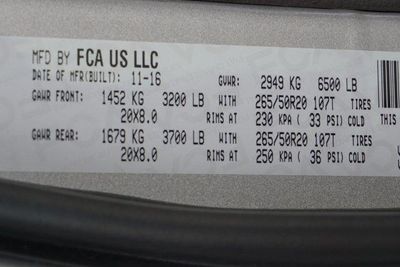 MFD BY FCA US LLC
DATE OF MFR(BUILT): 11-16 GVWR: 2949 KG 6500 LB
GAWR FRONT: 1452 KG 3200 LB WITH 265/50R20 107T TIRES
20X8.0 RIMS AT 230 KPA ( 33 PSI) COLD THIS
GAWR REAR: 1679 KG 3700 LB WITH 265/50R20 107T TIRES
20X8.0 RIMS AT 250 KPA ( 36 PSI) COLD